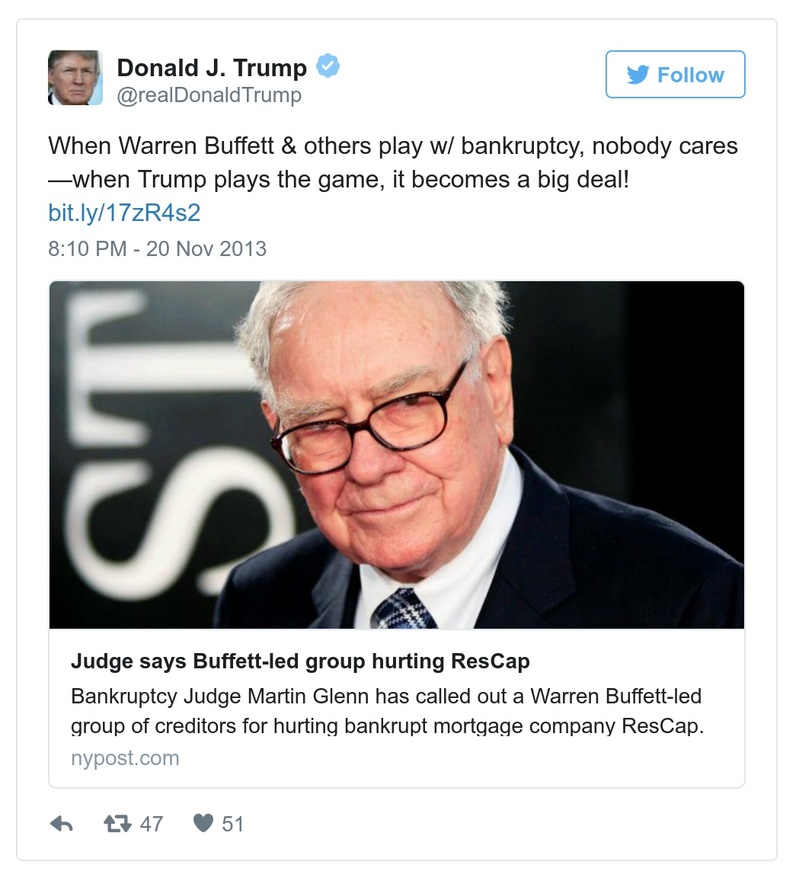 Donald J. Trump
@realDonaldTrump
Follow
When Warren Buffett & others play w/ bankruptcy, nobody cares
—when Trump plays the game, it becomes a big deal!
bit.ly/17zR4s2
8:10 PM - 20 Nov 2013
ST
Judge says Buffett-led group hurting ResCap
Bankruptcy Judge Martin Glenn has called out a Warren Buffett-led
group of creditors for hurting bankrupt mortgage company ResCap.
nypost.com
47 51